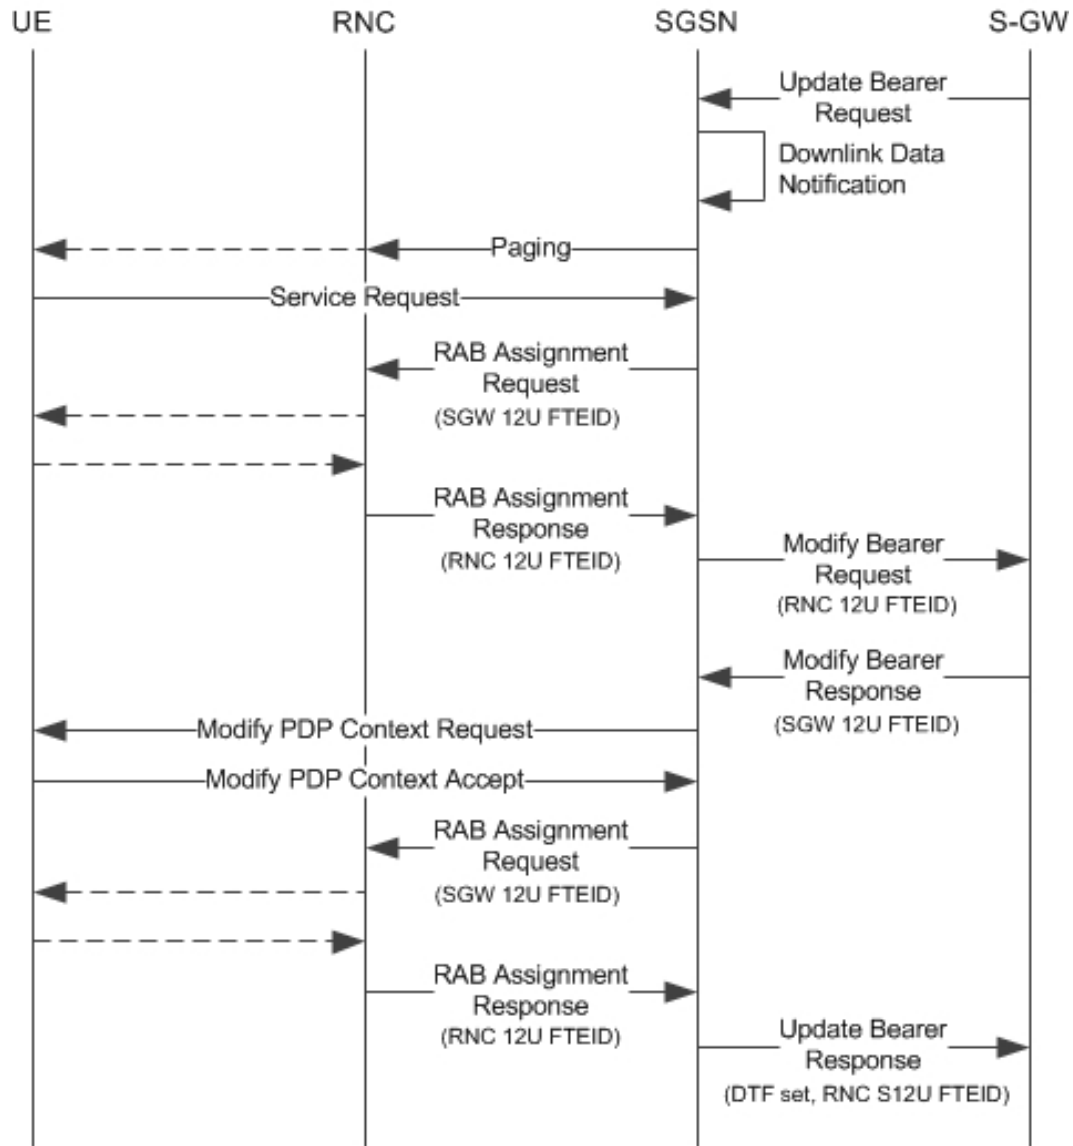 UE RNC SGSN S-GW
Update Bearer
Request
Downlink Data
Notification
Paging
Service Request
RAB Assignment
Request
(SGW 12U FTEID)
RAB Assignment
Response
(RNC 12U FTEID)
Modify Bearer
Request
(RNC 12U FTEID)
Modify Bearer
Response
(SGW 12U FTEID)
Modify PDP Context Request
Modify PDP Context Accept
RAB Assignment
Request
(SGW 12U FTEID)
RAB Assignment
Response
(RNC 12U FTEID)
Update Bearer
Response
(DTF set, RNC S12U FTEID)